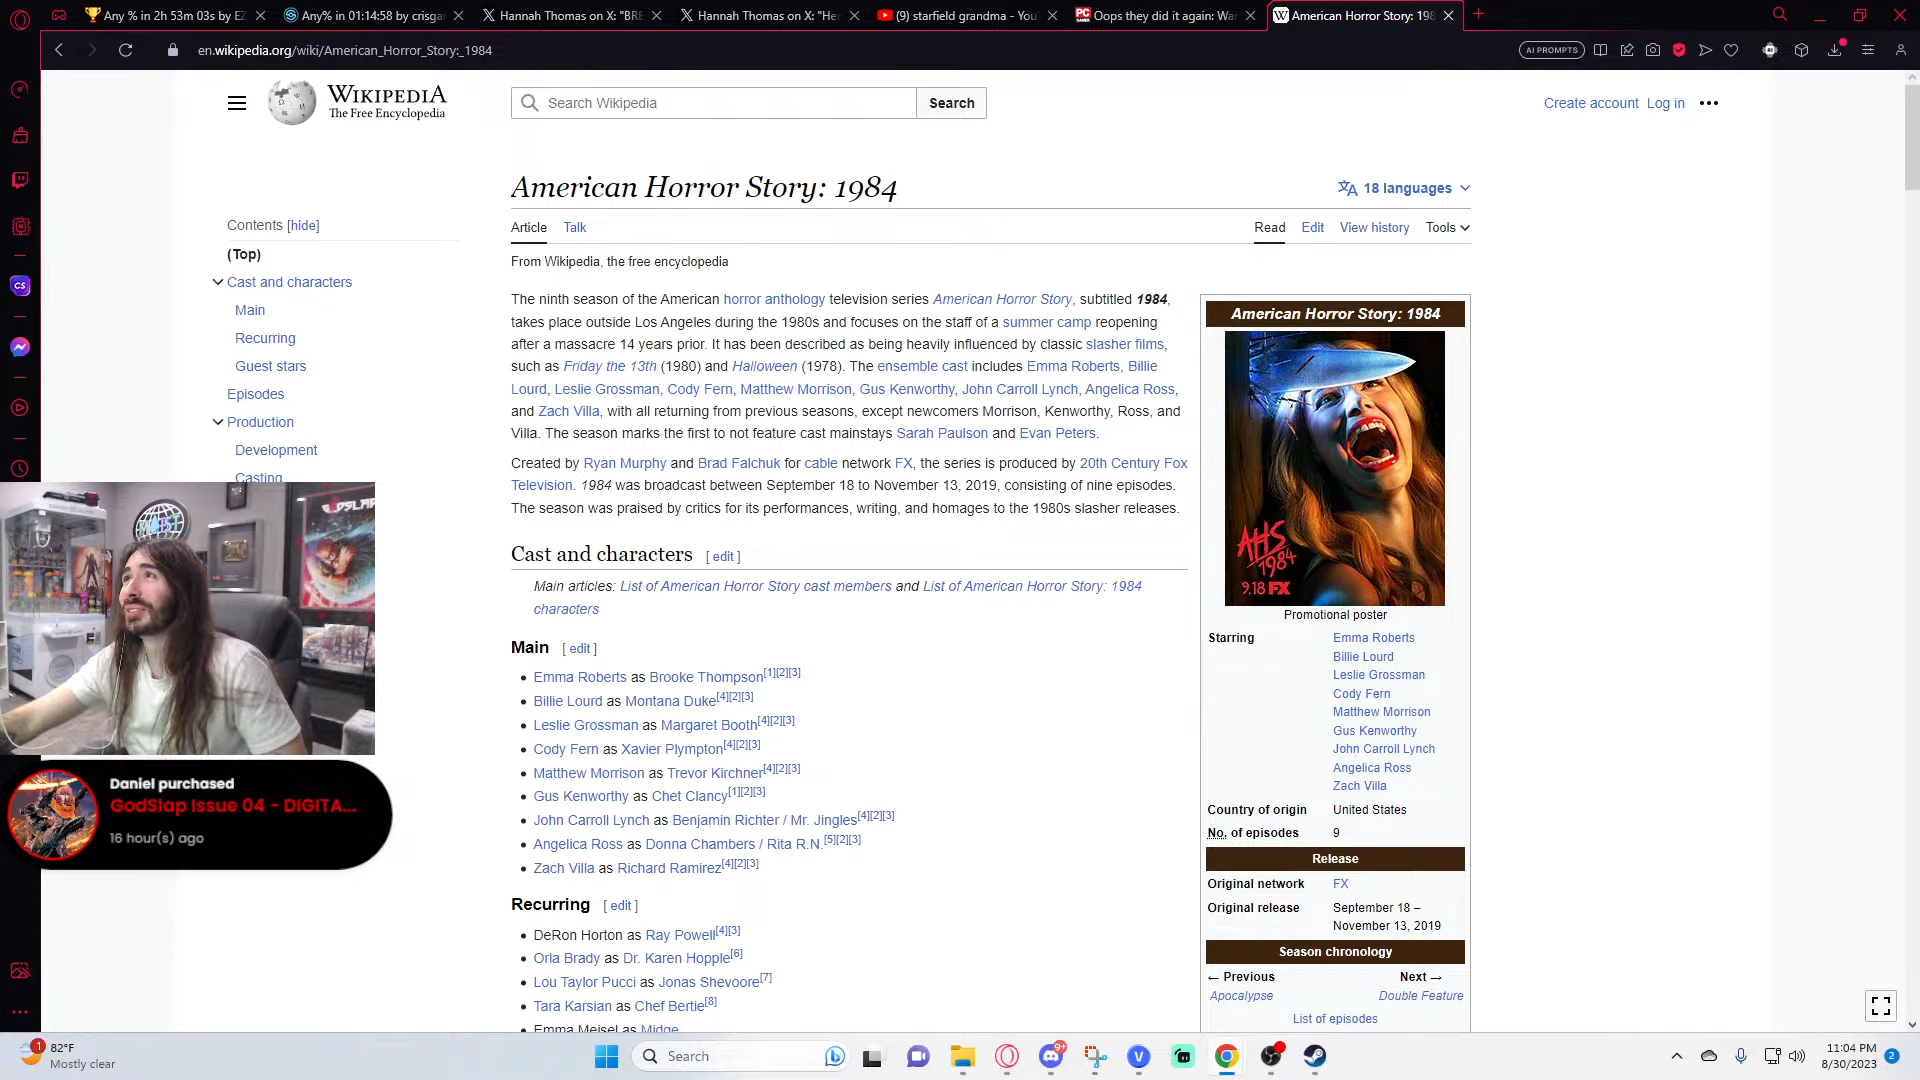 Any % in 2h 53m 03s by EZ
Any% in 01:14:58 by crisgar
Hannah Thomas on X: "BRE
Hannah Thomas on X: "Her
(9) starfield grandma - You
Oops they did it again: War
American Horror Story: 198
en.wikipedia.org/wiki/American_Horror_Story:_1984
AI PROMPTS
WIKIPEDIA
The Free Encyclopedia
Search Wikipedia
Search
Create account Log in
American Horror Story: 1984
18 languages
Article Talk
Read Edit View history Tools
From Wikipedia, the free encyclopedia
Contents [hide]
(Top)
Cast and characters
Main
Recurring
Guest stars
Episodes
Production
Development
Casting
The ninth season of the American horror anthology television series American Horror Story, subtitled 1984,
takes place outside Los Angeles during the 1980s and focuses on the staff of a summer camp reopening
after a massacre 14 years prior. It has been described as being heavily influenced by classic slasher films,
such as Friday the 13th (1980) and Halloween (1978). The ensemble cast includes Emma Roberts, Billie
Lourd, Leslie Grossman, Cody Fern, Matthew Morrison, Gus Kenworthy, John Carroll Lynch, Angelica Ross,
and Zach Villa, with all returning from previous seasons, except newcomers Morrison, Kenworthy, Ross, and
Villa. The season marks the first to not feature cast mainstays Sarah Paulson and Evan Peters.
Created by Ryan Murphy and Brad Falchuk for cable network FX, the series is produced by 20th Century Fox
Television. 1984 was broadcast between September 18 to November 13, 2019, consisting of nine episodes.
The season was praised by critics for its performances, writing, and homages to the 1980s slasher releases.
Cast and characters [ edit ]
Main articles: List of American Horror Story cast members and List of American Horror Story: 1984
characters
Main [ edit ]
Emma Roberts as Brooke Thompson[1][2][3]
Billie Lourd as Montana Duke[4][2][3]
Leslie Grossman as Margaret Booth[4][2][3]
Cody Fern as Xavier Plympton[4][2][3]
Matthew Morrison as Trevor Kirchner[4][2][3]
Gus Kenworthy as Chet Clancy[1][2][3]
John Carroll Lynch as Benjamin Richter / Mr. Jingles[4][2][3]
Angelica Ross as Donna Chambers / Rita R.N.[5][2][3]
Zach Villa as Richard Ramirez[4][2][3]
Recurring [ edit ]
DeRon Horton as Ray Powell[4][3]
Orla Brady as Dr. Karen Hopple[6]
Lou Taylor Pucci as Jonas Shevoore[7]
Tara Karsian as Chef Bertie[8]
Emma Meisel as Midge
American Horror Story: 1984
AHS
1984
9.18 FX
Promotional poster
Starring
Emma Roberts
Billie Lourd
Leslie Grossman
Cody Fern
Matthew Morrison
Gus Kenworthy
John Carroll Lynch
Angelica Ross
Zach Villa
Country of origin United States
No. of episodes 9
Release
Original network FX
Original release September 18 –
November 13, 2019
Season chronology
← Previous Next →
Apocalypse Double Feature
List of episodes
MOIST
GODSLAP
Daniel purchased
GodSlap Issue 04 - DIGITA...
16 hour(s) ago
CS
1
82°F
Mostly clear
Search
9+
11:04 PM
8/30/2023
2